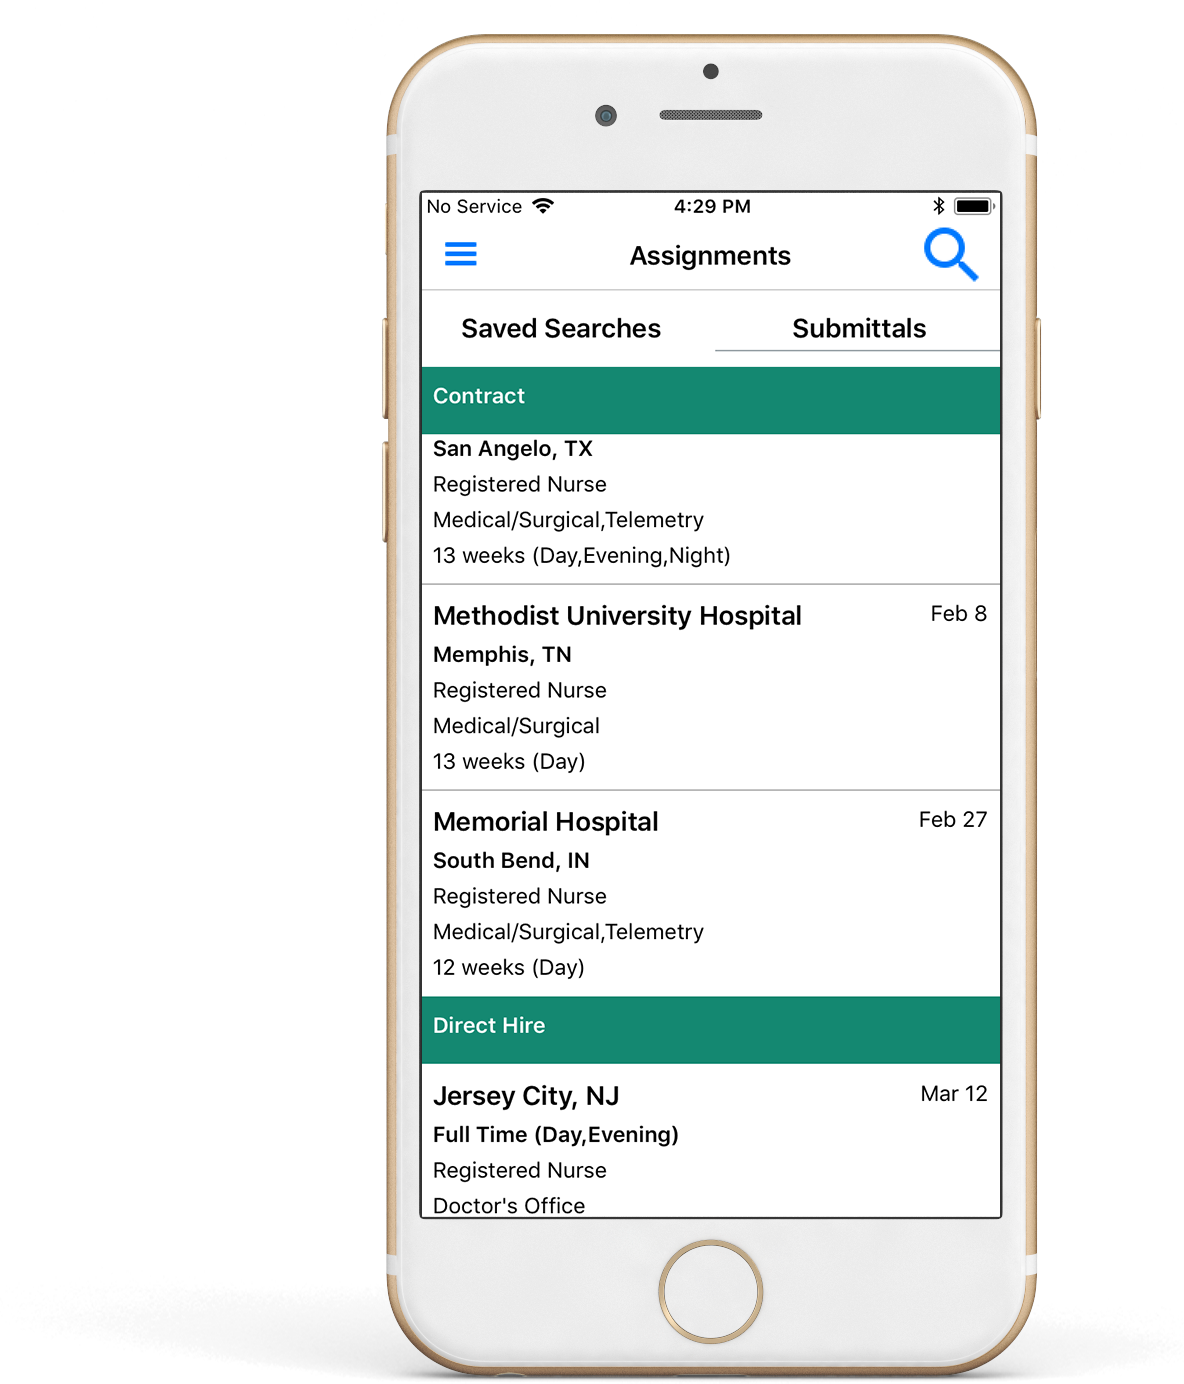 No Service 4:29 PM
Assignments
Saved Searches Submittals
Contract
San Angelo, TX
Registered Nurse
Medical/Surgical,Telemetry
13 weeks (Day,Evening,Night)
Methodist University Hospital Feb 8
Memphis, TN
Registered Nurse
Medical/Surgical
13 weeks (Day)
Memorial Hospital Feb 27
South Bend, IN
Registered Nurse
Medical/Surgical,Telemetry
12 weeks (Day)
Direct Hire
Jersey City, NJ Mar 12
Full Time (Day,Evening)
Registered Nurse
Doctor's Office